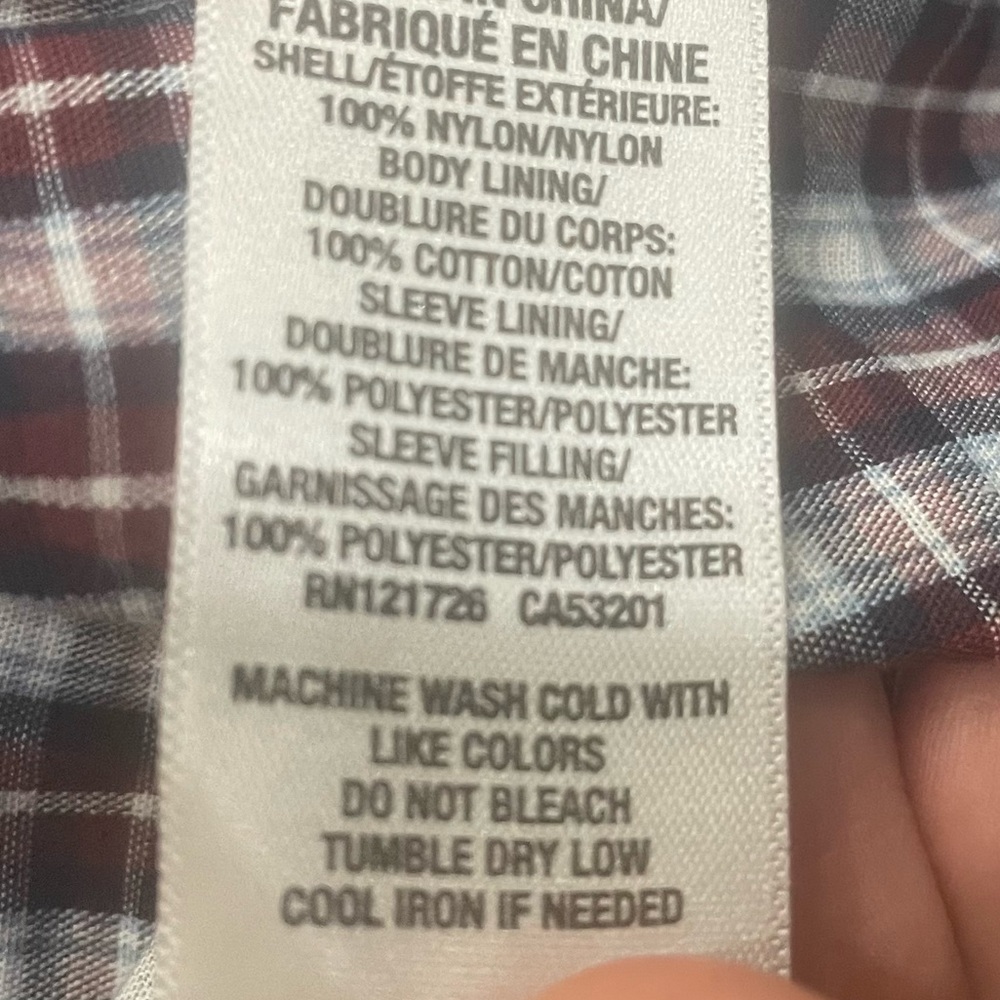 IN CHINA/
FABRIQUÉ EN CHINE
SHELL/ÉTOFFE EXTÉRIEURE:
100% NYLON/NYLON
BODY LINING/
DOUBLURE DU CORPS:
100% COTTON/COTON
SLEEVE LINING/
DOUBLURE DE MANCHE:
100% POLYESTER/POLYESTER
SLEEVE FILLING/
GARNISSAGE DES MANCHES:
100% POLYESTER/POLYESTER
RN121726 CA53201
MACHINE WASH COLD WITH
LIKE COLORS
DO NOT BLEACH
TUMBLE DRY LOW
COOL IRON IF NEEDED